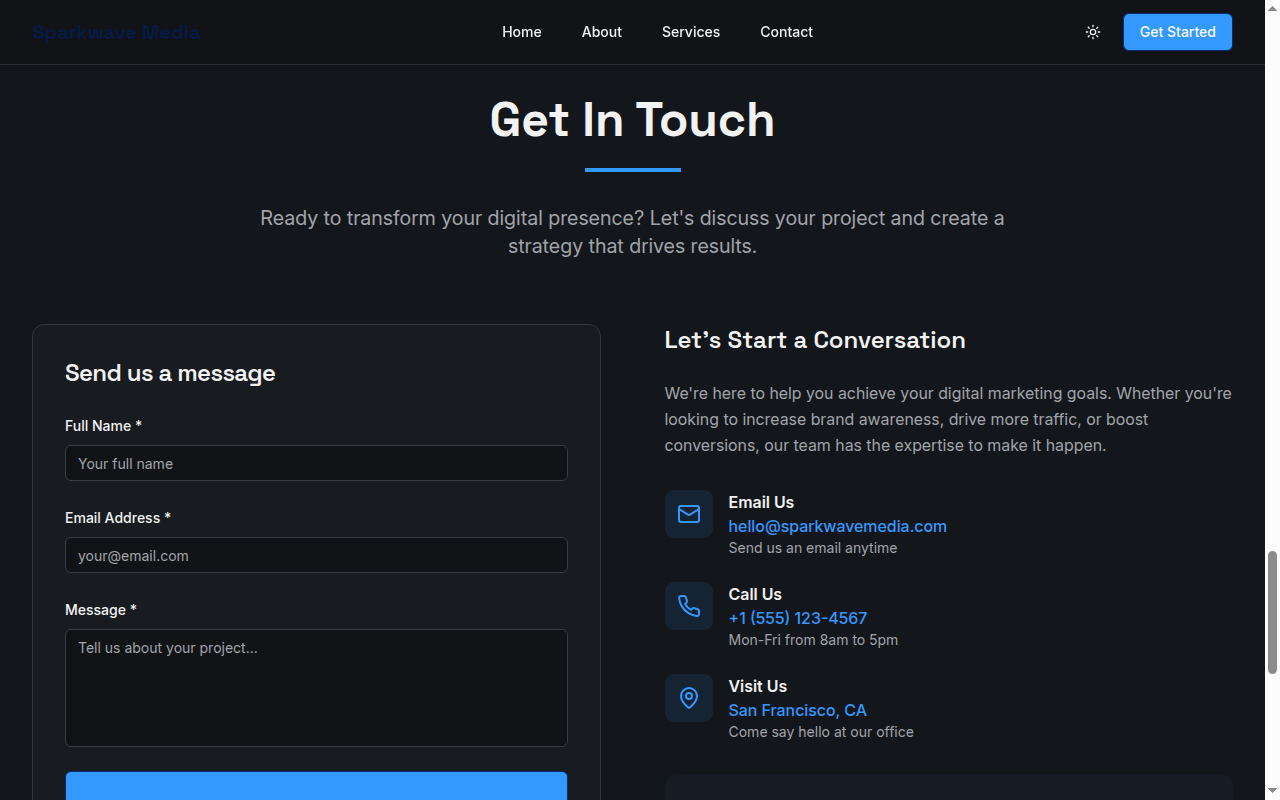 Sparkwave Media
Home
About
Services
Contact
Get Started
Get In Touch
Ready to transform your digital presence? Let's discuss your project and create a
strategy that drives results.
Send us a message
Full Name *
Your full name
Email Address *
your@email.com
Message *
Tell us about your project...
Let's Start a Conversation
We're here to help you achieve your digital marketing goals. Whether you're
looking to increase brand awareness, drive more traffic, or boost
conversions, our team has the expertise to make it happen.
Email Us
hello@sparkwavemedia.com
Send us an email anytime
Call Us
+1 (555) 123-4567
Mon-Fri from 8am to 5pm
Visit Us
San Francisco, CA
Come say hello at our office